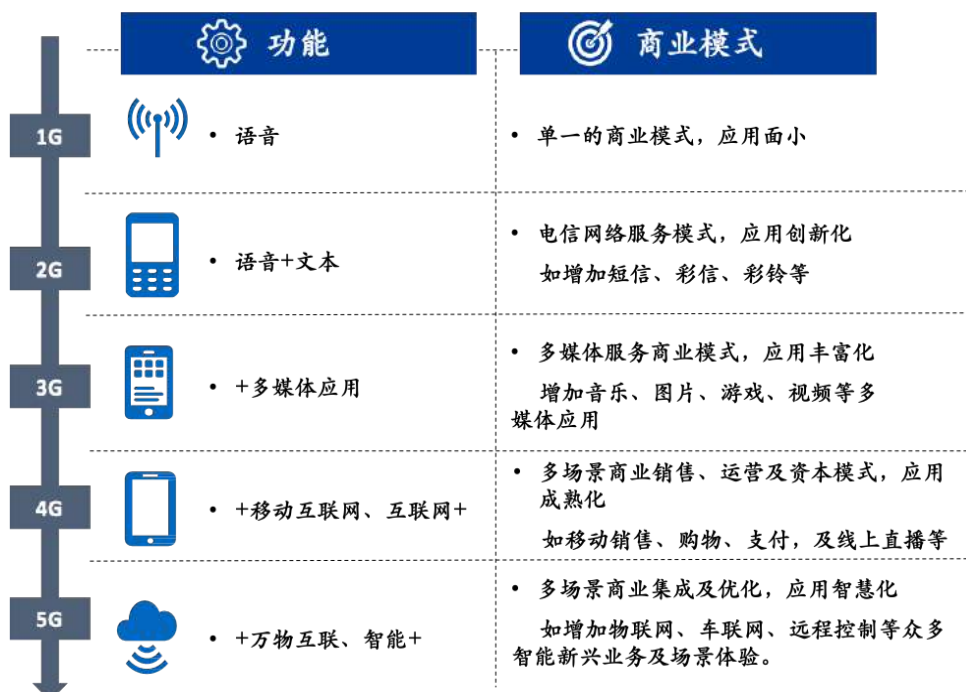 功能
商业模式
1G
• 语音
• 单一的商业模式，应用面小
2G
• 语音+文本
• 电信网络服务模式，应用创新化
如增加短信、彩信、彩铃等
3G
• +多媒体应用
• 多媒体服务商业模式，应用丰富化
增加音乐、图片、游戏、视频等多
媒体应用
4G
• +移动互联网、互联网+
• 多场景商业销售、运营及资本模式，应用
成熟化
如移动销售、购物、支付，及线上直播等
5G
• +万物互联、智能+
• 多场景商业集成及优化，应用智慧化
如增加物联网、车联网、远程控制等众多
智能新兴业务及场景体验。